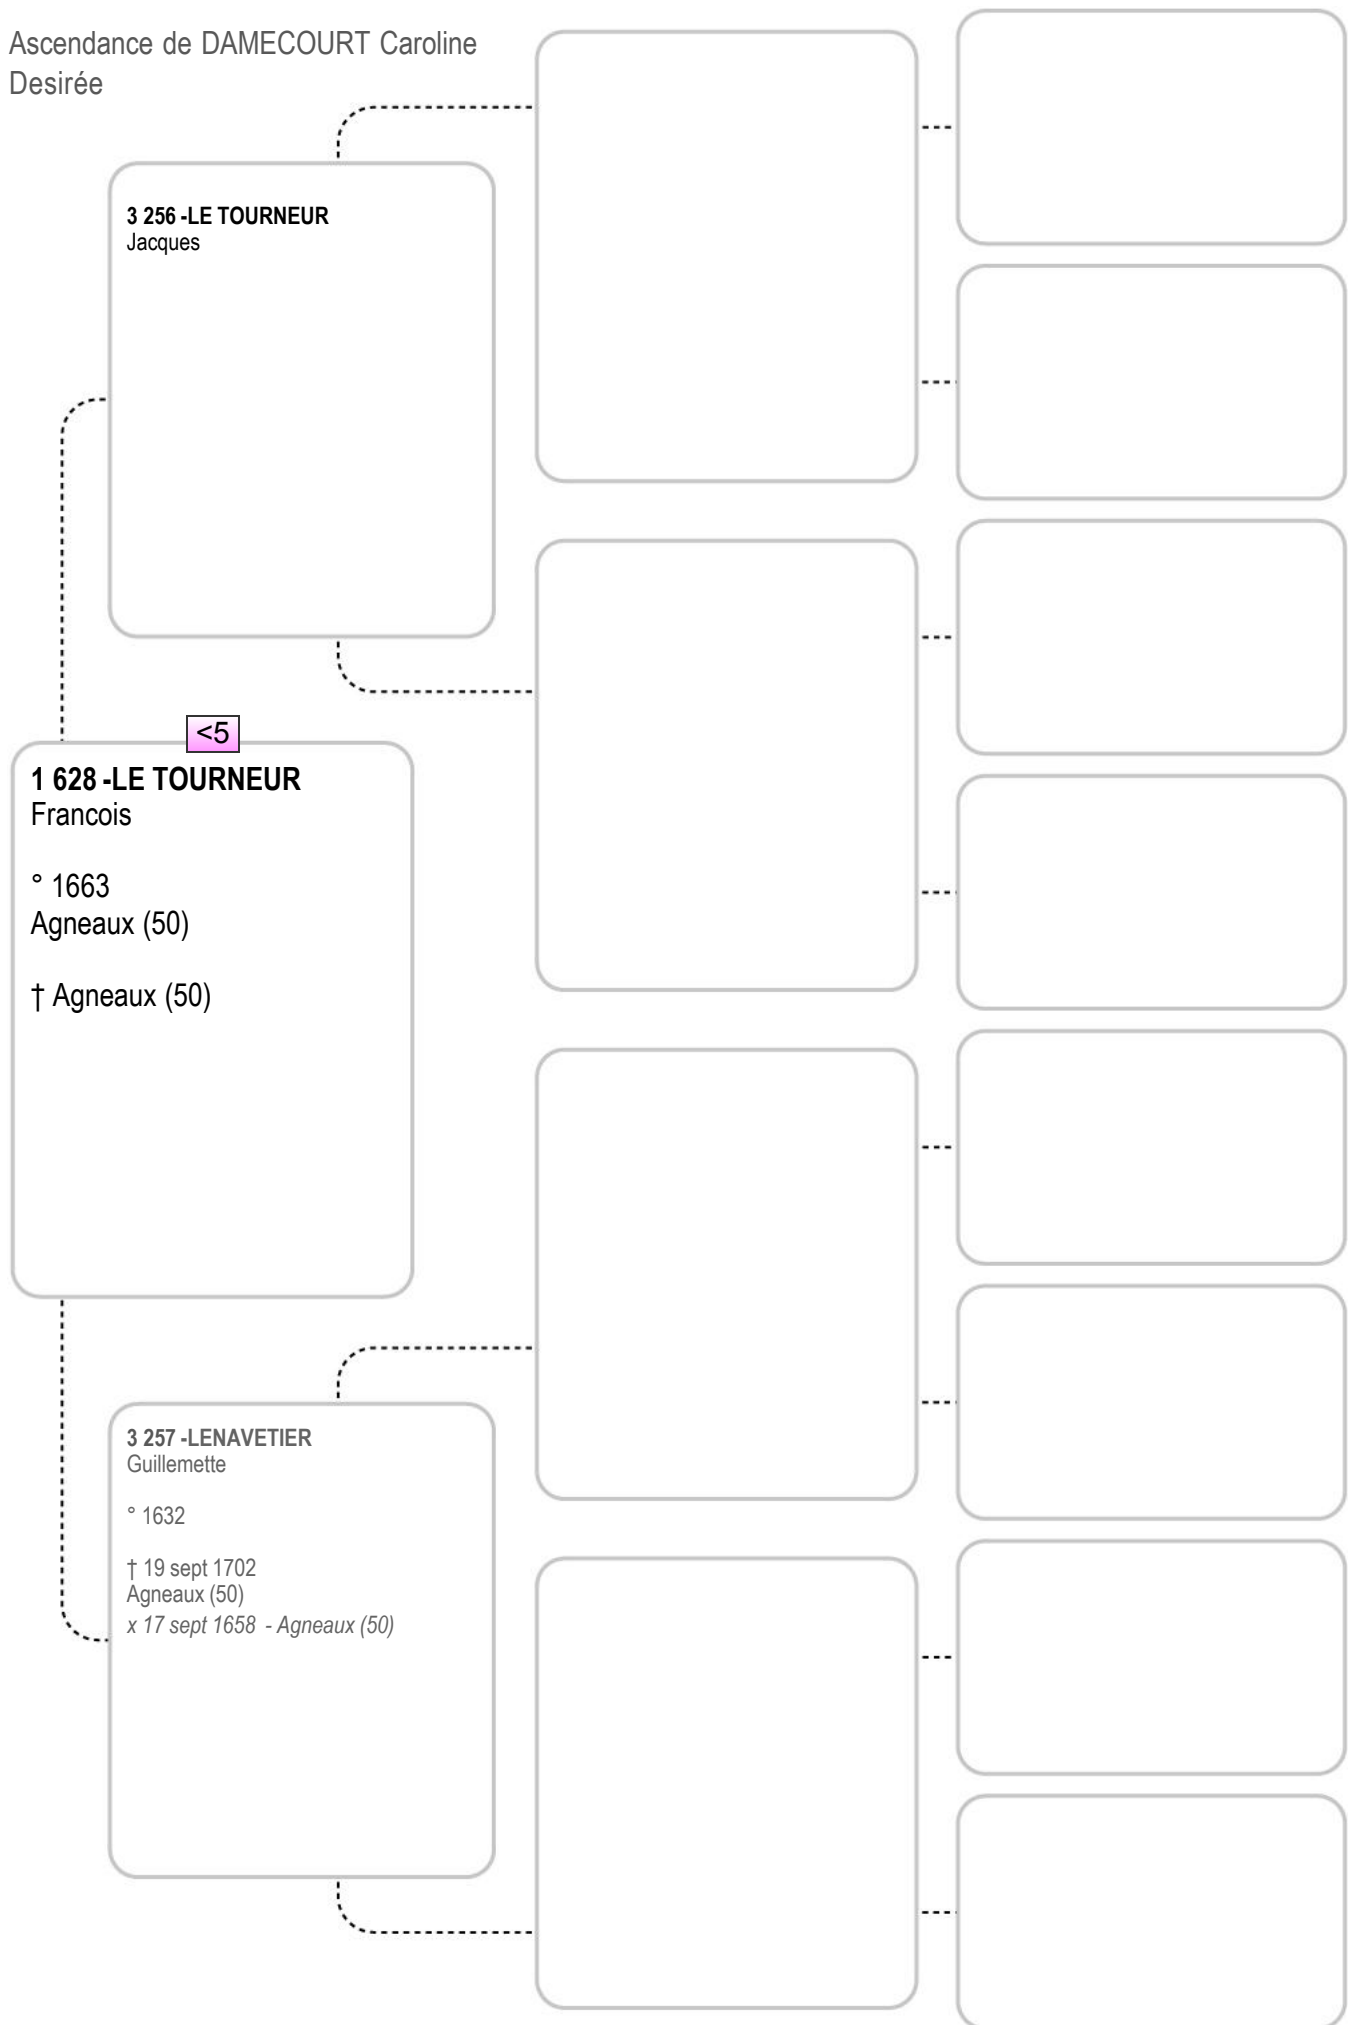 Ascendance de DAMECOURT Caroline
Desirée
3 256 -LE TOURNEUR
Jacques
<5
1 628 -LE TOURNEUR
Francois
° 1663
Agneaux (50)
† Agneaux (50)
3 257 -LENAVETIER
Guillemette
° 1632
† 19 sept 1702
Agneaux (50)
x 17 sept 1658 - Agneaux (50)